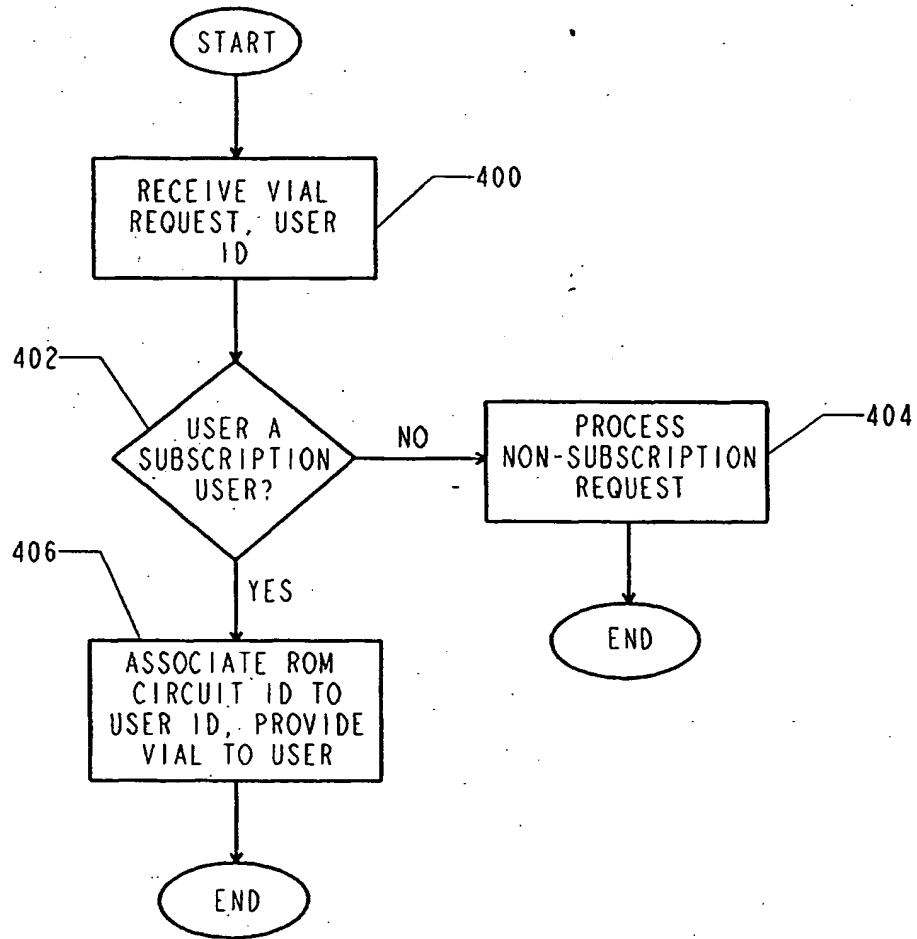 START
RECEIVE VIAL
REQUEST, USER
ID
400
402
USER A
SUBSCRIPTION
USER?
NO
PROCESS
NON-SUBSCRIPTION
REQUEST
404
406
YES
END
ASSOCIATE ROM
CIRCUIT ID TO
USER ID, PROVIDE
VIAL TO USER
END